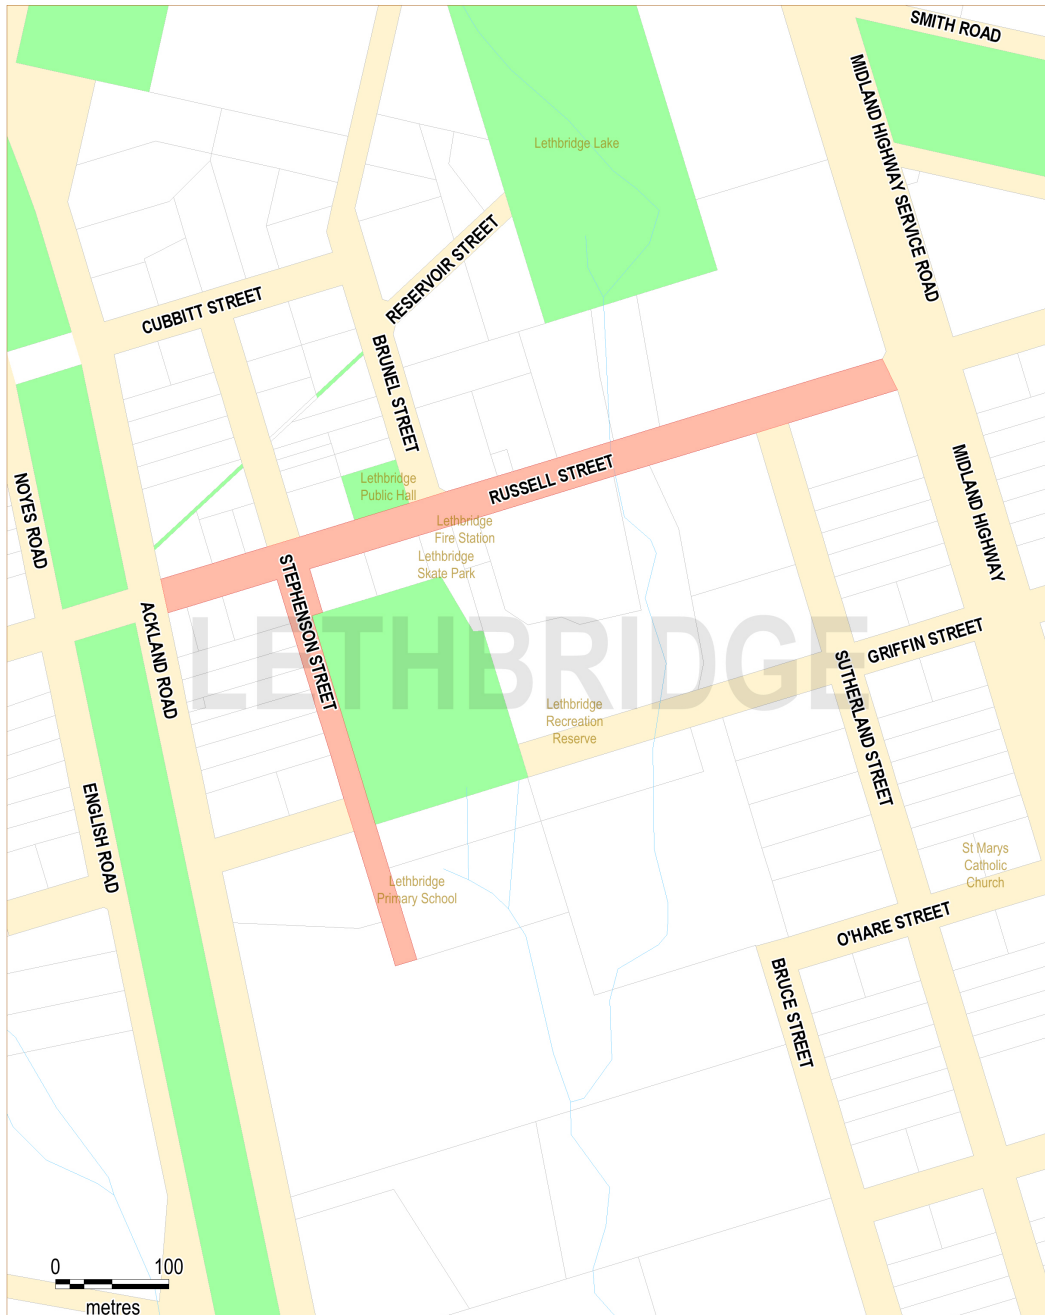 SMITH ROAD
MIDLAND HIGHWAY SERVICE ROAD
Lethbridge Lake
RESERVOIR STREET
CUBBITT STREET
BRUNEL STREET
NOYES ROAD
Lethbridge
Public Hall
RUSSELL STREET
MIDLAND HIGHWAY
Lethbridge
Fire Station
Lethbridge
Skate Park
STEPHENSON STREET
ACKLAND ROAD
LETHBRIDGE
GRIFFIN STREET
SUTHERLAND STREET
Lethbridge
Recreation
Reserve
ENGLISH ROAD
St Marys
Catholic
Church
Lethbridge
Primary School
O'HARE STREET
BRUCE STREET
0 100
metres